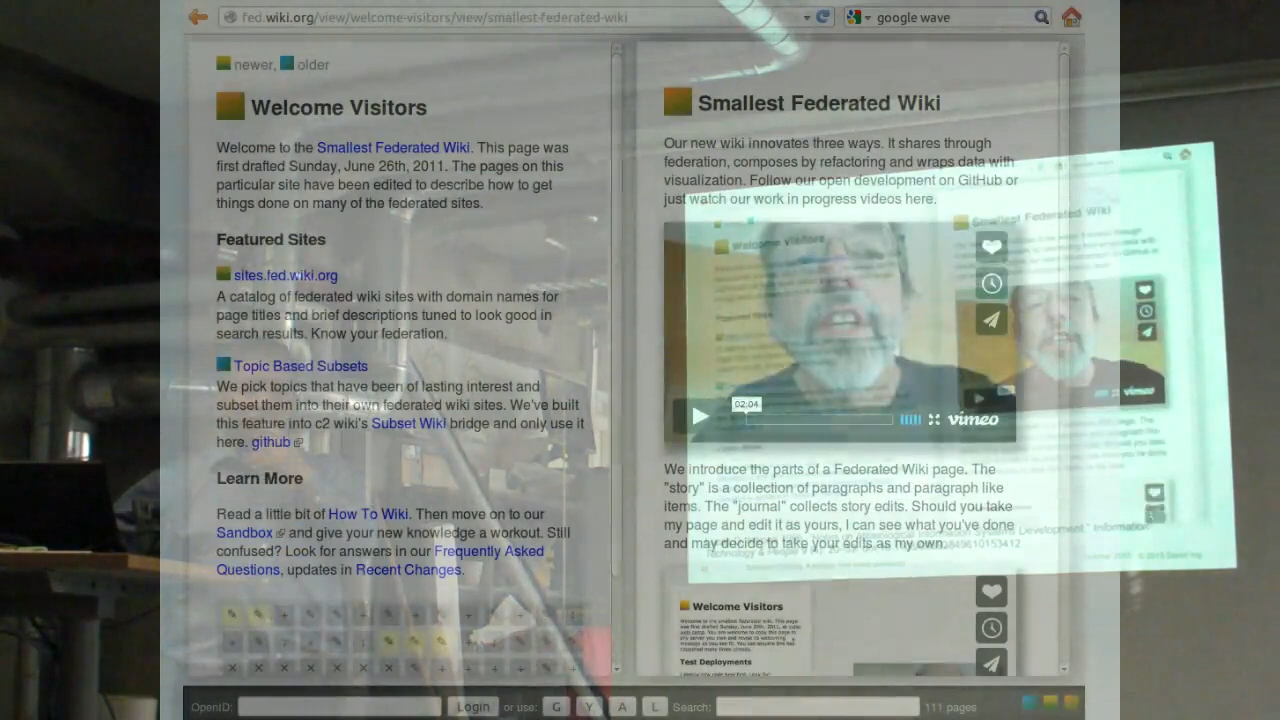 fed.wiki.org/view/welcome-visitors/view/smallest-federated-wiki
google wave
newer, older
Welcome Visitors
Welcome to the Smallest Federated Wiki. This page was
first drafted Sunday, June 26th, 2011. The pages on this
particular site have been edited to describe how to get
things done on many of the federated sites.
Featured Sites
sites.fed.wiki.org
A catalog of federated wiki sites with domain names for
page titles and brief descriptions tuned to look good in
search results. Know your federation.
Topic Based Subsets
We pick topics that have been of lasting interest and
subset them into their own federated wiki sites. We've built
this feature into c2 wiki's Subset Wiki bridge and only use it
here. github
Learn More
Read a little bit of How To Wiki. Then move on to our
Sandbox and give your new knowledge a workout. Still
confused? Look for answers in our Frequently Asked
Questions, updates in Recent Changes.
Smallest Federated Wiki
Our new wiki innovates three ways. It shares through
federation, composes by refactoring and wraps data with
visualization. Follow our open development on GitHub or
just watch our work in progress videos here.
Welcome Visitors
Smallest Federated Wiki
02:04
vimeo
vimeo
We introduce the parts of a Federated Wiki page. The
"story" is a collection of paragraphs and paragraph like
items. The "journal" collects story edits. Should you take
my page and edit it as yours, I can see what you've done
and may decide to take your edits as my own.
Information Systems Development," Information
Technology & People
Welcome Visitors
Test Deployments
OpenID:
Login or use: G Y A L Search: 111 pages